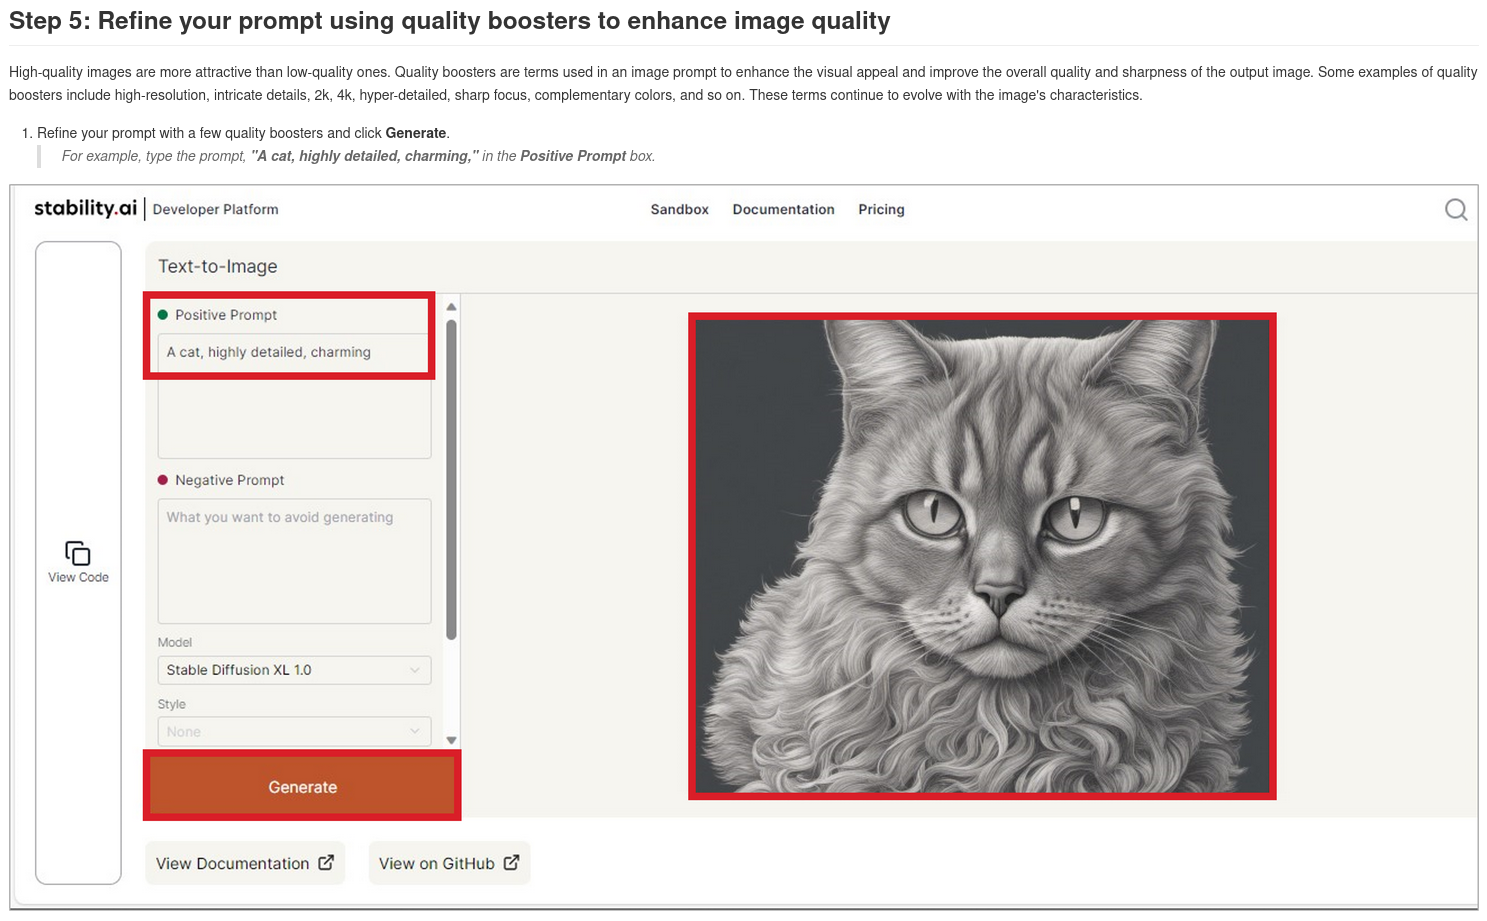 Step 5: Refine your prompt using quality boosters to enhance image quality
High-quality images are more attractive than low-quality ones. Quality boosters are terms used in an image prompt to enhance the visual appeal and improve the overall quality and sharpness of the output image. Some examples of quality
boosters include high-resolution, intricate details, 2k, 4k, hyper-detailed, sharp focus, complementary colors, and so on. These terms continue to evolve with the image's characteristics.
1. Refine your prompt with a few quality boosters and click Generate.
For example, type the prompt, "A cat, highly detailed, charming," in the Positive Prompt box.
stability.ai | Developer Platform
Sandbox Documentation Pricing
Text-to-Image
Positive Prompt
A cat, highly detailed, charming
Negative Prompt
What you want to avoid generating
View Code
Model
Stable Diffusion XL 1.0
Style
None
Generate
View Documentation
View on GitHub